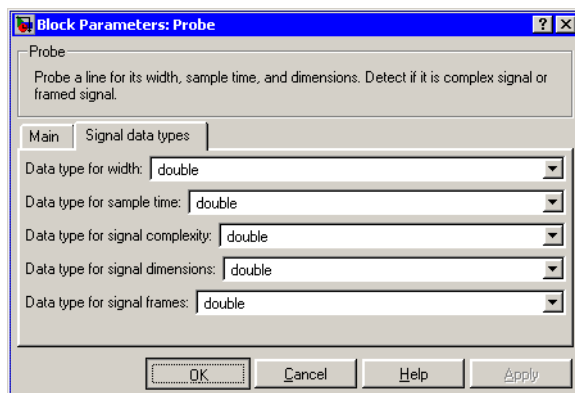 Block Parameters: Probe
Probe
Probe a line for its width, sample time, and dimensions. Detect if it is complex signal or
framed signal.
Main Signal data types
Data type for width: double
Data type for sample time: double
Data type for signal complexity: double
Data type for signal dimensions: double
Data type for signal frames: double
OK Cancel Help Apply